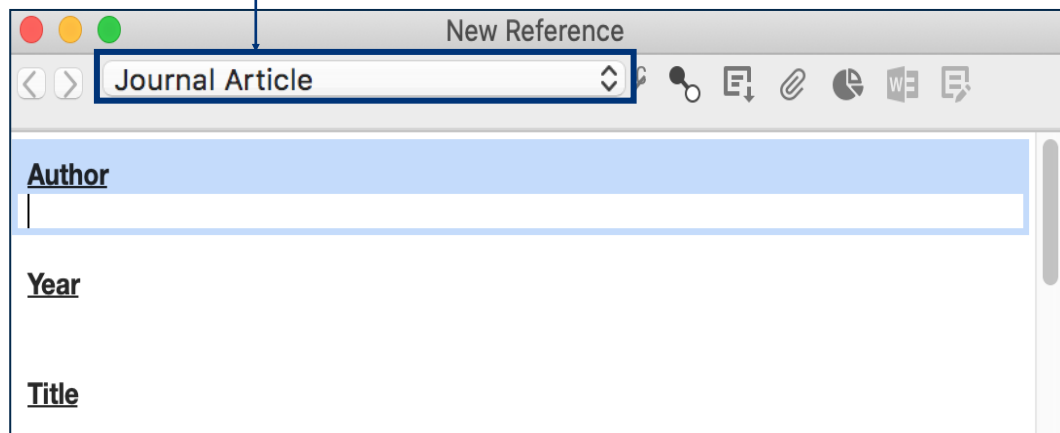 New Reference
Journal Article
Author
Year
Title